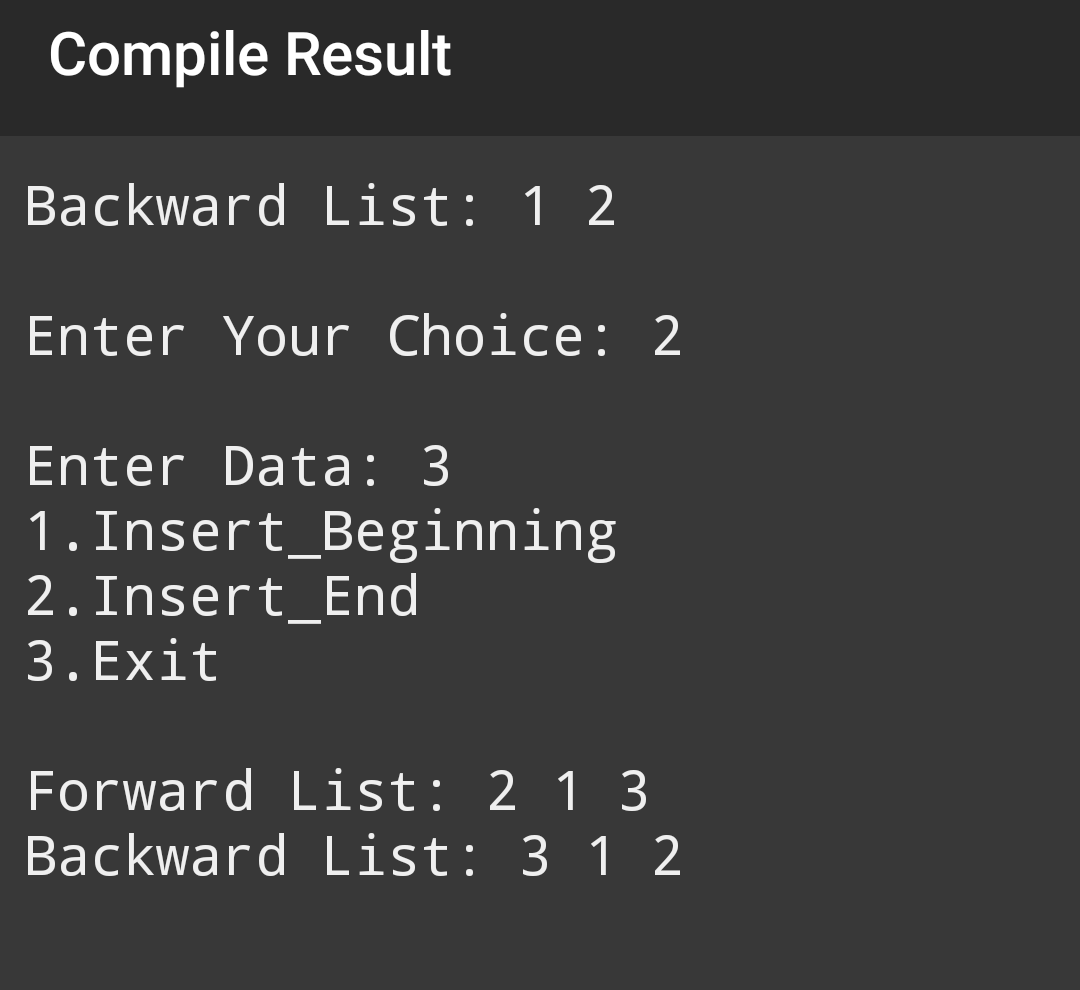 Compile Result
Backward List: 1 2
Enter Your Choice: 2
Enter Data: 3
1.Insert_Beginning
2.Insert_End
3.Exit
Forward List: 2 1 3
Backward List: 3 1 2